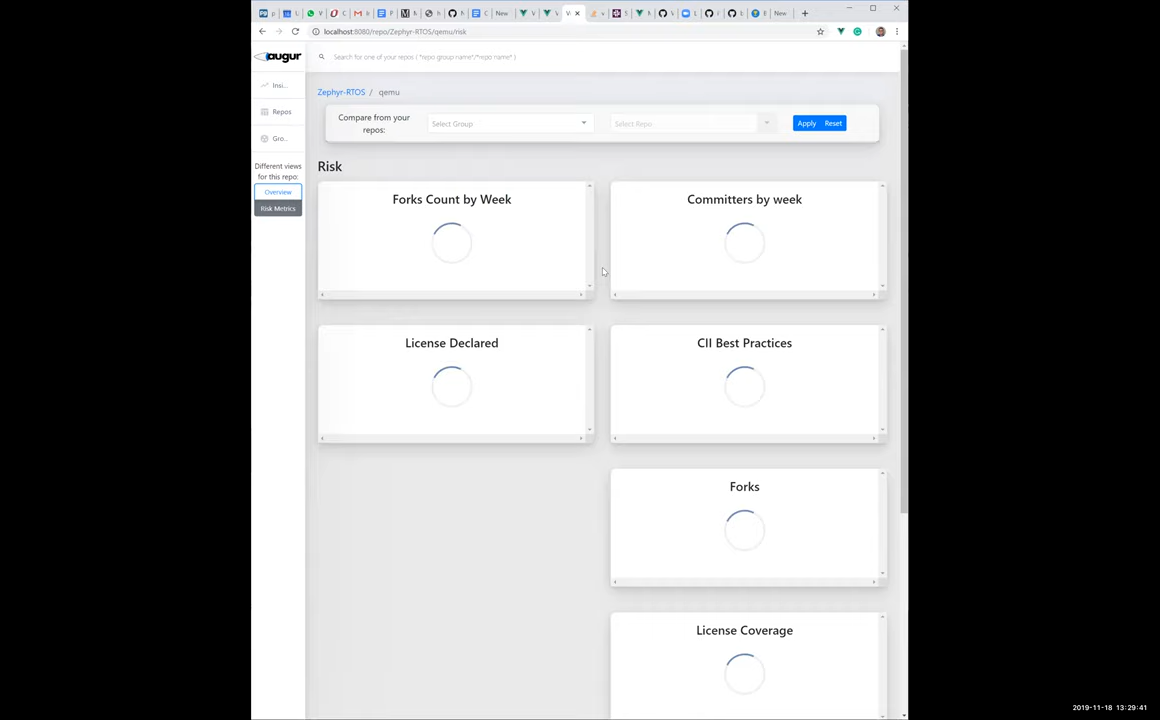 New
New
localhost:8080/repo/Zephyr-RTOS/qemu/risk
augur
Search for one of your repos ( *repo group name*/*repo name* )
Insi...
Repos
Gro...
Different views
for this repo:
Overview
Risk Metrics
Zephyr-RTOS / qemu
Compare from your
repos:
Select Group
Select Repo
Apply
Reset
Risk
Forks Count by Week
Committers by week
License Declared
CII Best Practices
Forks
License Coverage
2019-11-18 13:29:41